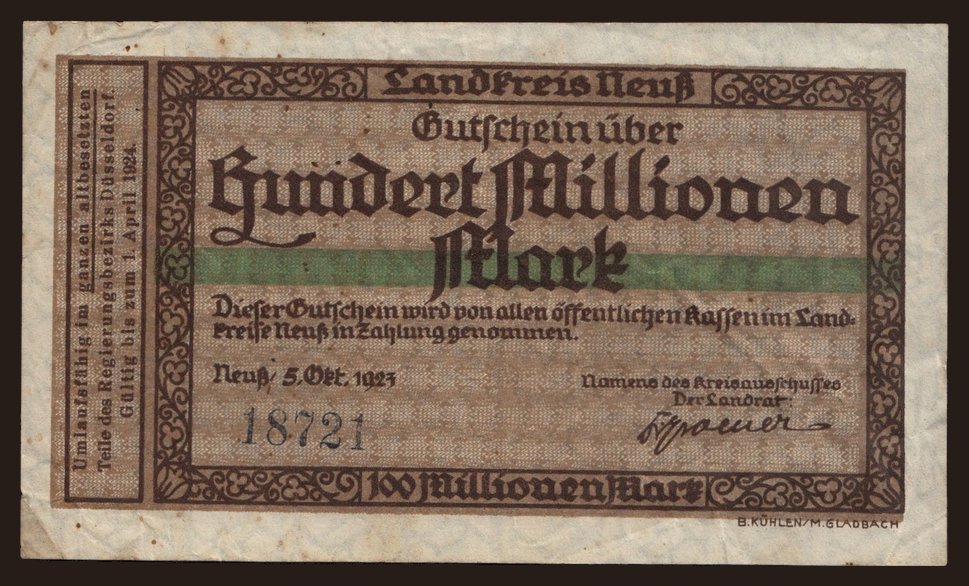 Landkreis Neuß
Gutschein über
Hundert Millionen
Mark
Dieser Gutschein wird von allen öffentlichen Kassen im Land-
kreise Neuß in Zahlung genommen.
Neuß, 5. Okt. 1923
Namens des Kreisausschusses
Der Landrat:
18721
100 Millionen Mark
B. KÜHLEN/M. GLADBACH
Umlaufsfähig im ganzen altbesetzten
Teile des Regierungsbezirks Düsseldorf.
Gültig bis zum 1. April 1924.